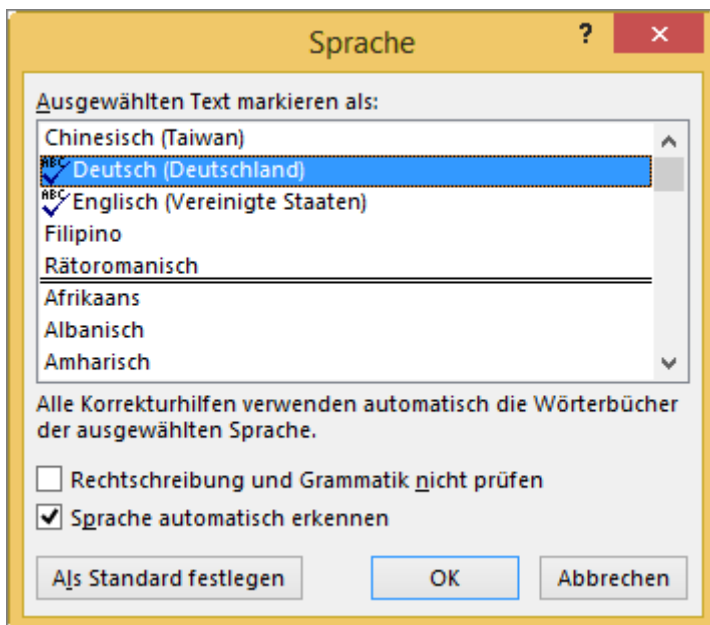 Sprache
?
Ausgewählten Text markieren als:
Chinesisch (Taiwan)
ABC Deutsch (Deutschland)
ABC Englisch (Vereinigte Staaten)
Filipino
Rätoromanisch
Afrikaans
Albanisch
Amharisch
Alle Korrekturhilfen verwenden automatisch die Wörterbücher
der ausgewählten Sprache.
Rechtschreibung und Grammatik nicht prüfen
Sprache automatisch erkennen
Als Standard festlegen OK Abbrechen